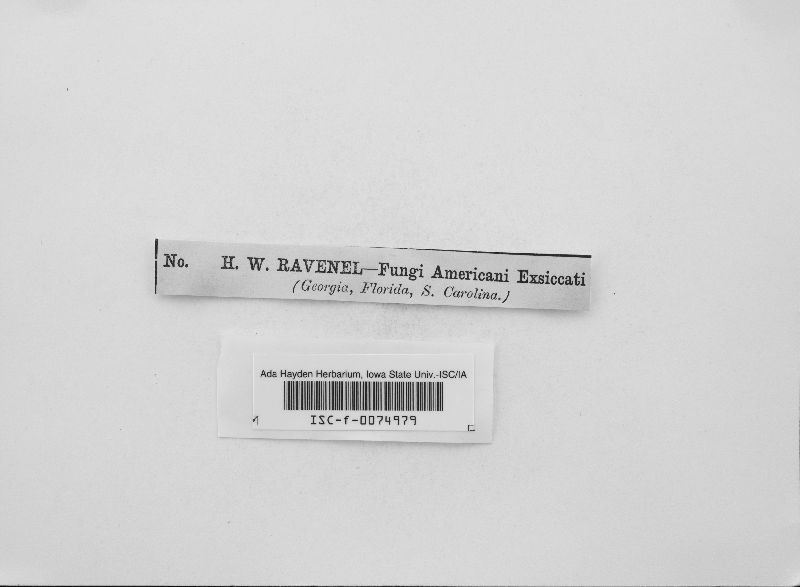 No. H. W. RAVENEL—Fungi Americani Exsiccati
(Georgia, Florida, S. Carolina.)
Ada Hayden Herbarium, Iowa State Univ.-ISC/IA
ISC-f-0074979